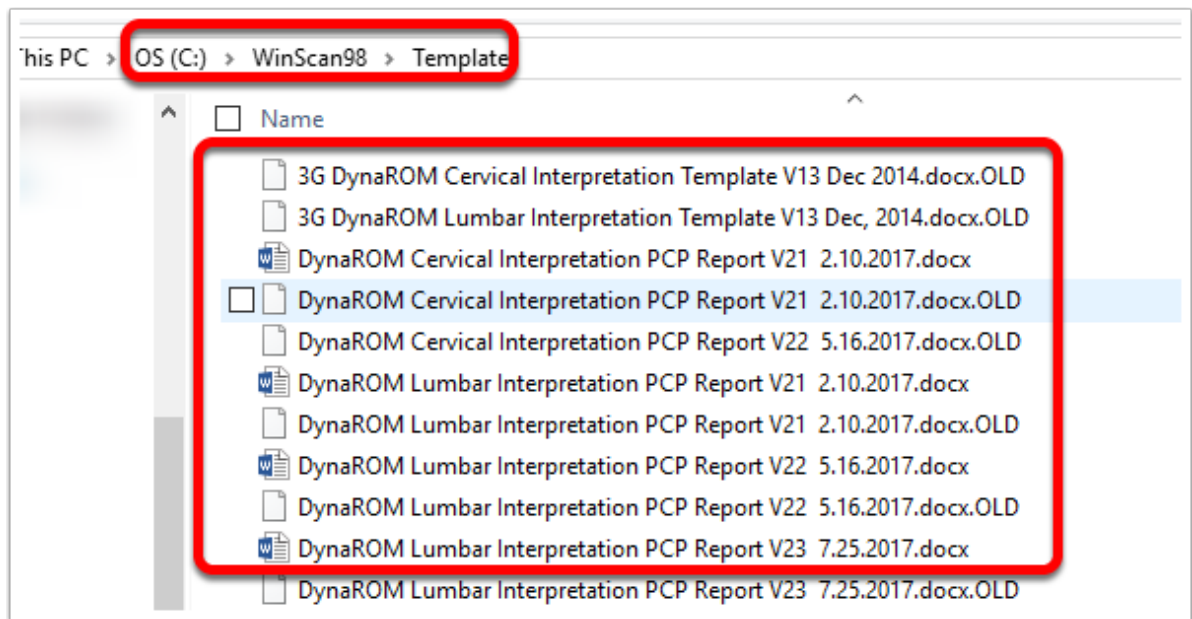 his PC > OS (C:) > WinScan98 > Template
Name
3G DynaROM Cervical Interpretation Template V13 Dec 2014.docx.OLD
3G DynaROM Lumbar Interpretation Template V13 Dec, 2014.docx.OLD
DynaROM Cervical Interpretation PCP Report V21  2.10.2017.docx
DynaROM Cervical Interpretation PCP Report V21  2.10.2017.docx.OLD
DynaROM Cervical Interpretation PCP Report V22  5.16.2017.docx.OLD
DynaROM Lumbar Interpretation PCP Report V21  2.10.2017.docx
DynaROM Lumbar Interpretation PCP Report V21  2.10.2017.docx.OLD
DynaROM Lumbar Interpretation PCP Report V22  5.16.2017.docx
DynaROM Lumbar Interpretation PCP Report V22  5.16.2017.docx.OLD
DynaROM Lumbar Interpretation PCP Report V23  7.25.2017.docx
DynaROM Lumbar Interpretation PCP Report V23  7.25.2017.docx.OLD